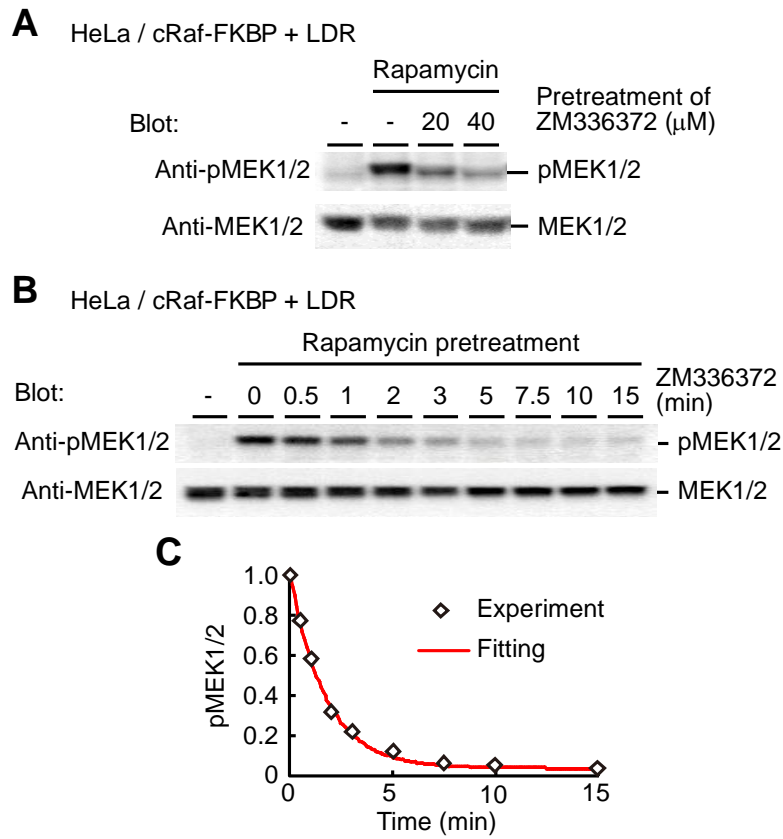 A HeLa / cRaf-FKBP + LDR
Rapamycin
Pretreatment of
Blot: - - 20 40 ZM336372 (μM)
Anti-pMEK1/2 pMEK1/2
Anti-MEK1/2 MEK1/2
B HeLa / cRaf-FKBP + LDR
Rapamycin pretreatment
ZM336372
Blot: - 0 0.5 1 2 3 5 7.5 10 15 (min)
Anti-pMEK1/2 pMEK1/2
Anti-MEK1/2 MEK1/2
C
1.0
0.8
0.6
0.4
0.2
0
pMEK1/2
Experiment
Fitting
0 5 10 15
Time (min)